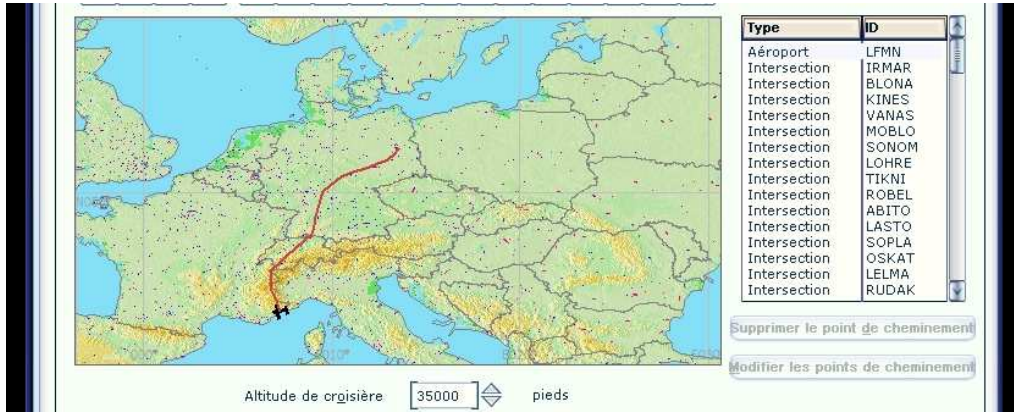 Type ID
Aéroport LFMN
Intersection IRMAR
Intersection BLONA
Intersection KINES
Intersection VANAS
Intersection MOBLO
Intersection SONOM
Intersection LOHRE
Intersection TIKNI
Intersection ROBEL
Intersection ABITO
Intersection LASTO
Intersection SOPLA
Intersection OSKAT
Intersection LELMA
Intersection RUDAK
Supprimer le point de cheminement
Modifier les points de cheminement
Altitude de croisière 35000 pieds